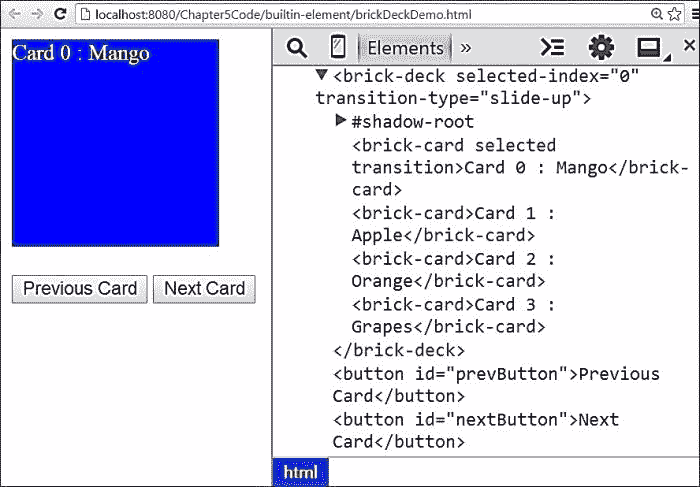 localhost:8080/Chapter5Code/builtin-element/brickDeckDemo.html
Card 0 : Mango
Previous Card
Next Card
Elements »
<brick-deck selected-index="0"
transition-type="slide-up">
#shadow-root
<brick-card selected
transition>Card 0 : Mango</brick-
card>
<brick-card>Card 1 :
Apple</brick-card>
<brick-card>Card 2 :
Orange</brick-card>
<brick-card>Card 3 :
Grapes</brick-card>
</brick-deck>
<button id="prevButton">Previous
Card</button>
<button id="nextButton">Next
Card</button>
html